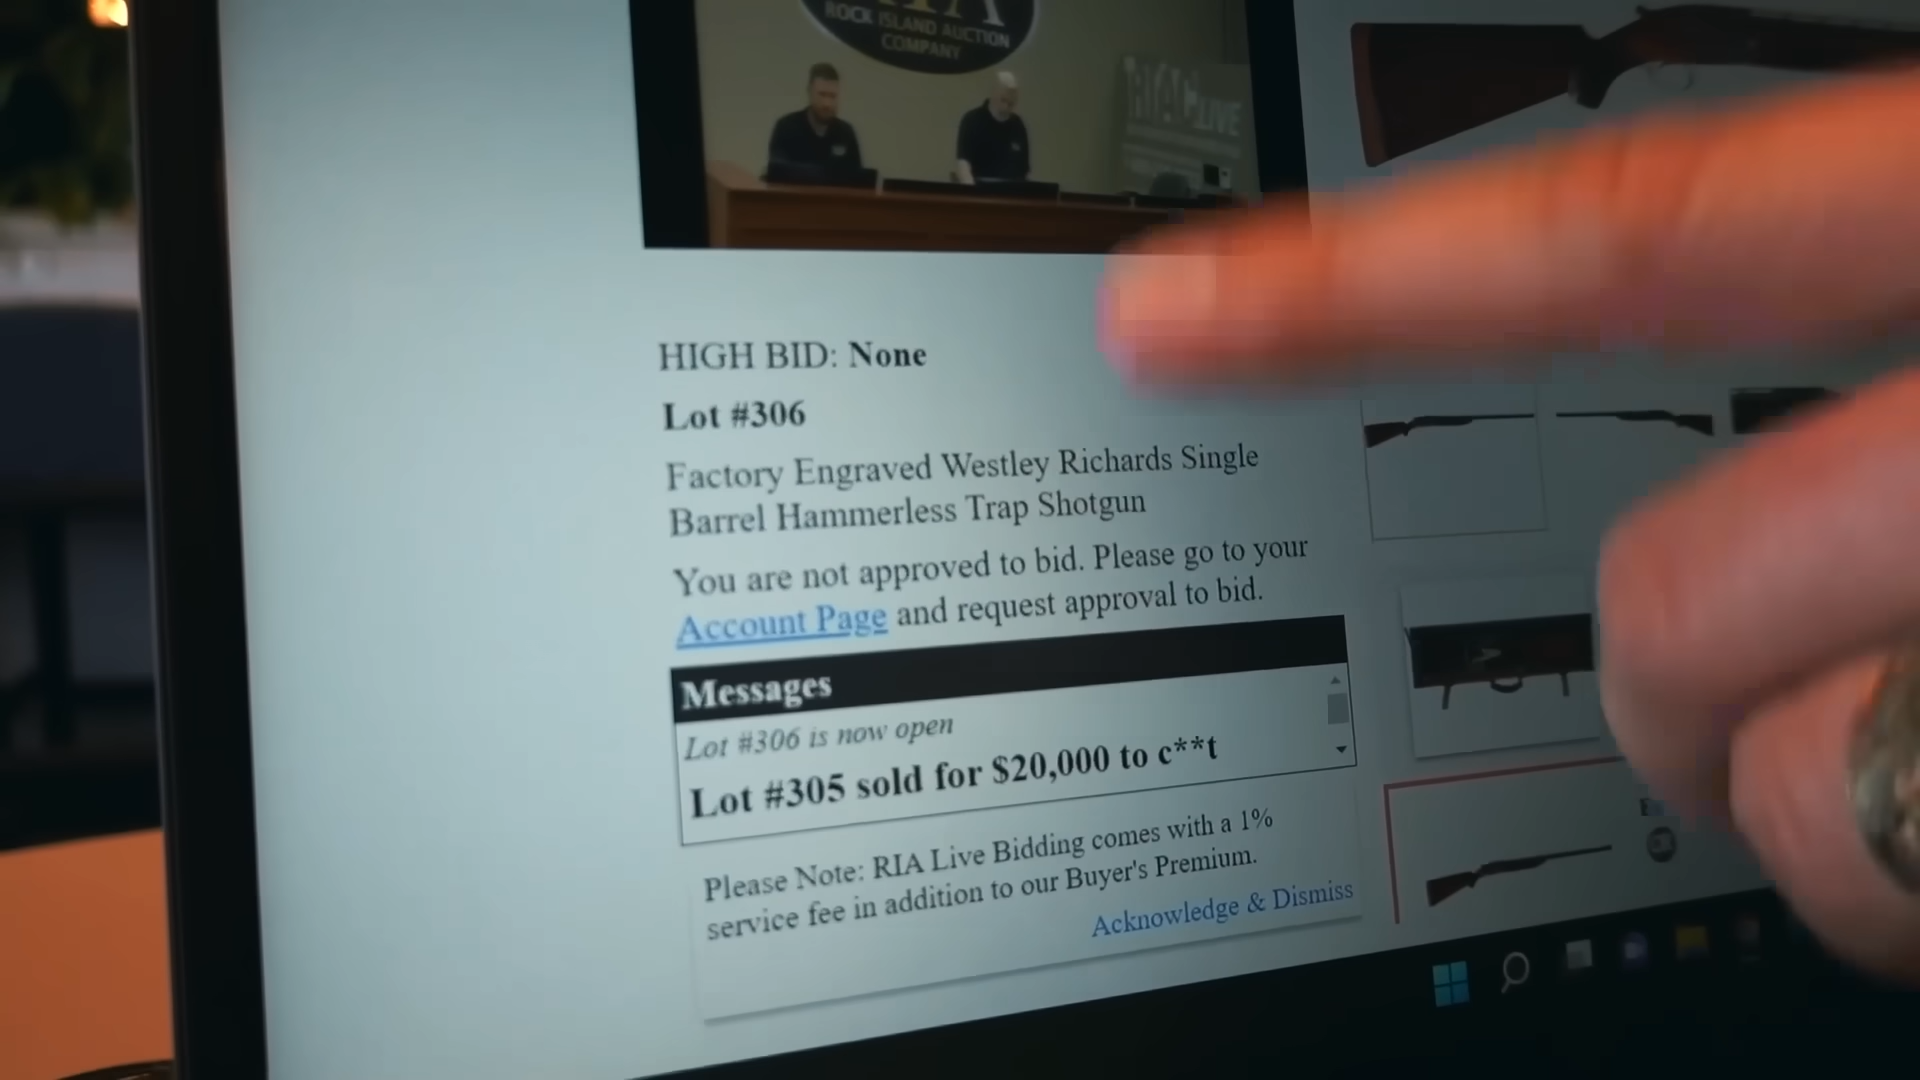 ROCK ISLAND AUCTION
COMPANY
LIVE
HIGH BID: None
Lot #306
Factory Engraved Westley Richards Single
Barrel Hammerless Trap Shotgun
You are not approved to bid. Please go to your
Account Page and request approval to bid.
Messages
Lot #306 is now open
Lot #305 sold for $20,000 to c**t
Please Note: RIA Live Bidding comes with a 1%
service fee in addition to our Buyer's Premium.
Acknowledge & Dismiss